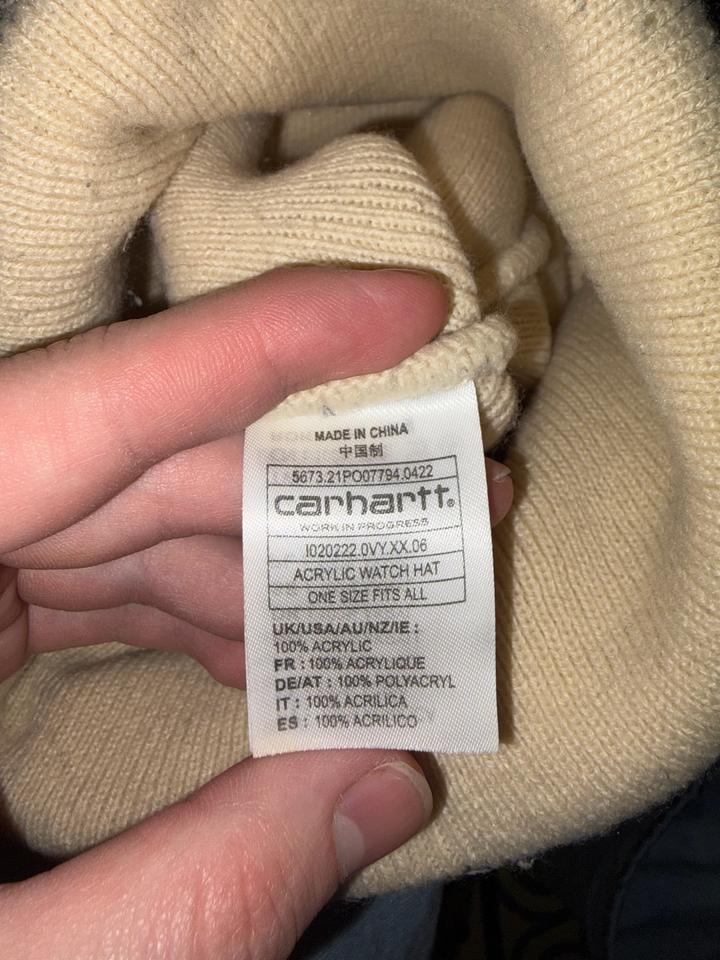 MADE IN CHINA
中国制
5673.21PO07794.0422
carhartt®
WORK IN PROGRESS
I020222.0VY.XX.06
ACRYLIC WATCH HAT
ONE SIZE FITS ALL
UK/USA/AU/NZ/IE :
100% ACRYLIC
FR : 100% ACRYLIQUE
DE/AT : 100% POLYACRYL
IT : 100% ACRILICA
ES : 100% ACRILICO